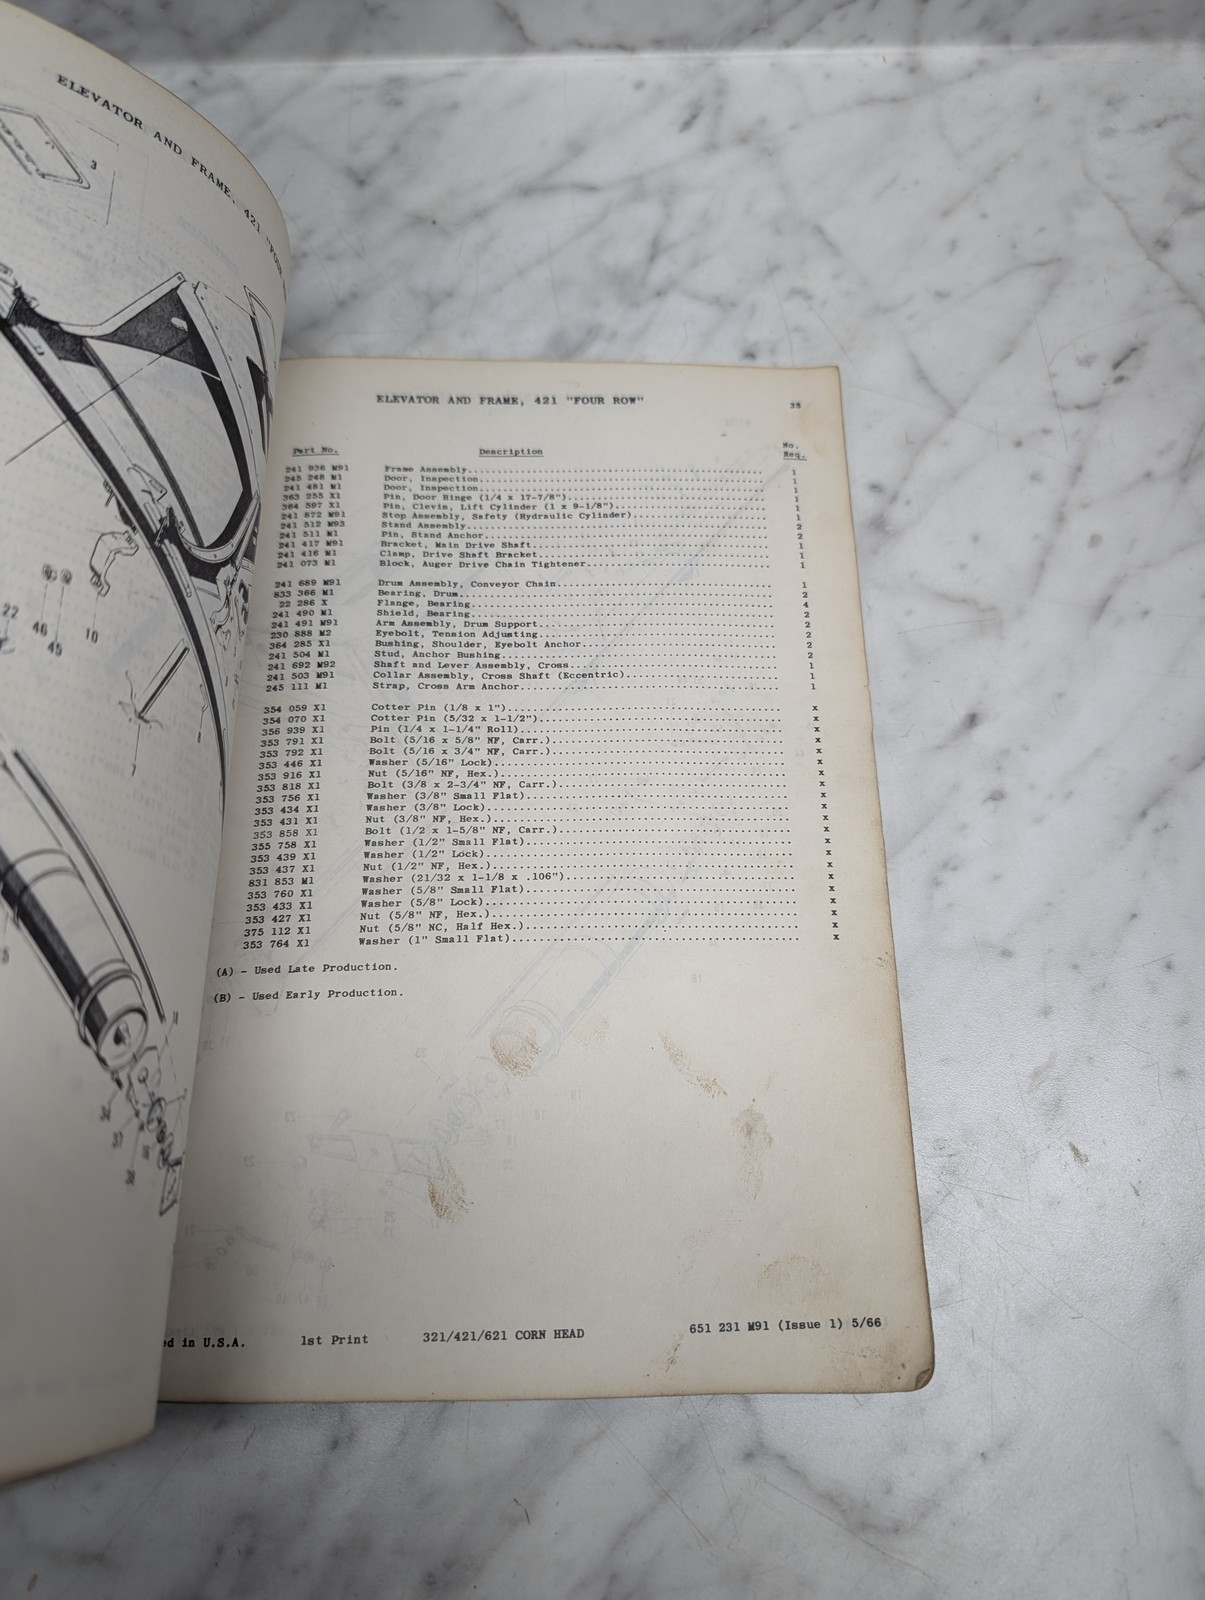 ELEVATOR AND FRAME, 421 "FOUR
3
22
46
45
10
ELEVATOR AND FRAME, 421 "FOUR ROW"
35
Part No. Description No. Req.
241 936 M91 Frame Assembly 1
245 248 M1 Door, Inspection 1
241 481 M1 Door, Inspection 1
363 255 X1 Pin, Door Hinge (1/4 x 17-7/8") 1
364 597 X1 Pin, Clevis, Lift Cylinder (1 x 9-1/8") 1
241 872 M91 Stop Assembly, Safety (Hydraulic Cylinder) 1
241 512 M93 Stand Assembly 2
241 511 M1 Pin, Stand Anchor 2
241 417 M91 Bracket, Main Drive Shaft 1
241 416 M1 Clamp, Drive Shaft Bracket 1
241 073 M1 Block, Auger Drive Chain Tightener 1
241 689 M91 Drum Assembly, Conveyor Chain 1
833 366 M1 Bearing, Drum 2
22 286 X Flange, Bearing 4
241 490 M1 Shield, Bearing 2
241 491 M91 Arm Assembly, Drum Support 2
230 888 M2 Eyebolt, Tension Adjusting 2
364 285 X1 Bushing, Shoulder, Eyebolt Anchor 2
241 504 M1 Stud, Anchor Bushing 2
241 692 M92 Shaft and Lever Assembly, Cross 1
241 503 M91 Collar Assembly, Cross Shaft (Eccentric) 1
245 111 M1 Strap, Cross Arm Anchor 1
354 059 X1 Cotter Pin (1/8 x 1") x
354 070 X1 Cotter Pin (5/32 x 1-1/2") x
356 939 X1 Pin (1/4 x 1-1/4" Roll) x
353 791 X1 Bolt (5/16 x 5/8" NF, Carr.) x
353 792 X1 Bolt (5/16 x 3/4" NF, Carr.) x
353 446 X1 Washer (5/16" Lock) x
353 916 X1 Nut (5/16" NF, Hex.) x
353 818 X1 Bolt (3/8 x 2-3/4" NF, Carr.) x
353 756 X1 Washer (3/8" Small Flat) x
353 434 X1 Washer (3/8" Lock) x
353 431 X1 Nut (3/8" NF, Hex.) x
353 858 X1 Bolt (1/2 x 1-5/8" NF, Carr.) x
355 758 X1 Washer (1/2" Small Flat) x
353 439 X1 Washer (1/2" Lock) x
353 437 X1 Nut (1/2" NF, Hex.) x
831 853 M1 Washer (21/32 x 1-1/8 x .106") x
353 760 X1 Washer (5/8" Small Flat) x
353 433 X1 Washer (5/8" Lock) x
353 427 X1 Nut (5/8" NF, Hex.) x
375 112 X1 Nut (5/8" NC, Half Hex.) x
353 764 X1 Washer (1" Small Flat) x
(A) - Used Late Production.
(B) - Used Early Production.
ed in U.S.A. 1st Print 321/421/621 CORN HEAD 651 231 M91 (Issue 1) 5/66